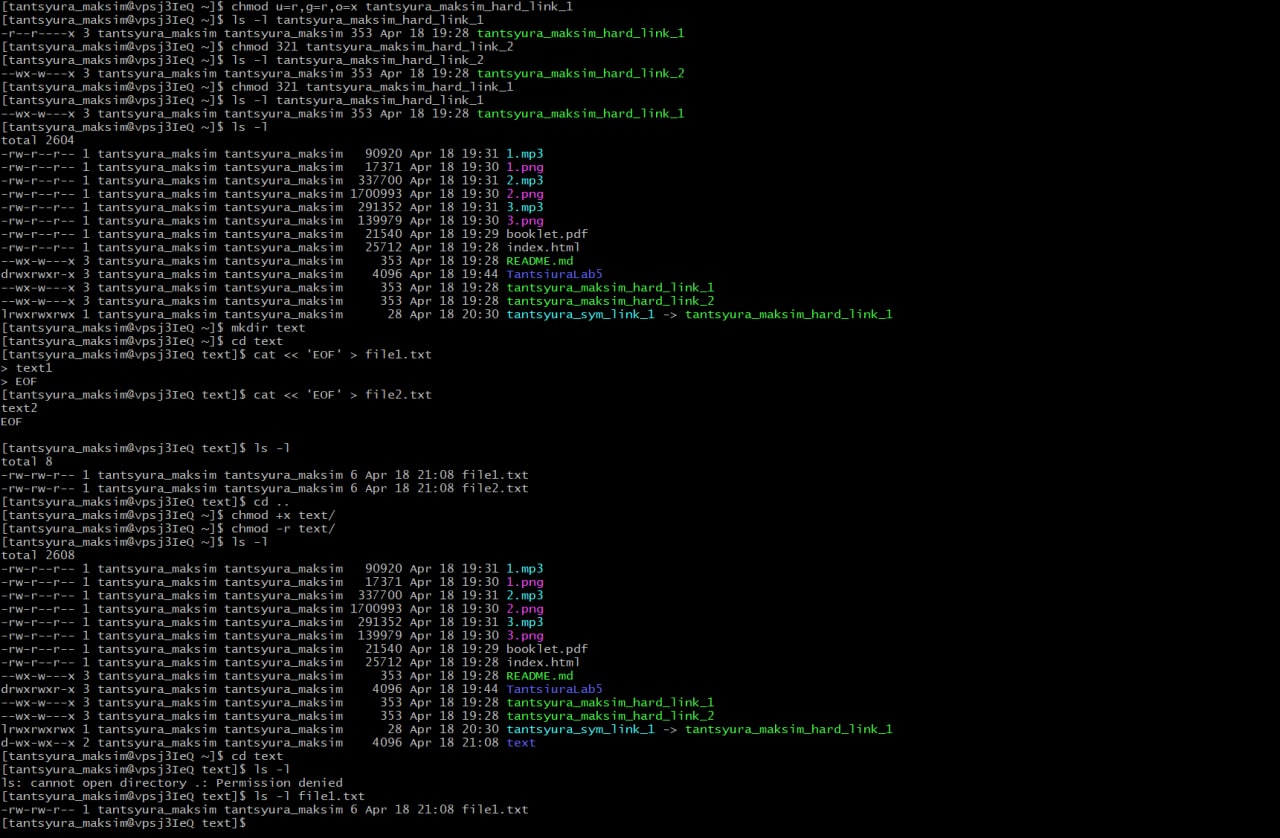 [tantsyura_maksim@vpsj3IeQ ~]$ chmod u=r,g=r,o=x tantsyura_maksim_hard_link_1
[tantsyura_maksim@vpsj3IeQ ~]$ ls -l tantsyura_maksim_hard_link_1
-r--r----x 3 tantsyura_maksim tantsyura_maksim 353 Apr 18 19:28 tantsyura_maksim_hard_link_1
[tantsyura_maksim@vpsj3IeQ ~]$ chmod 321 tantsyura_maksim_hard_link_2
[tantsyura_maksim@vpsj3IeQ ~]$ ls -l tantsyura_maksim_hard_link_2
--wx-w---x 3 tantsyura_maksim tantsyura_maksim 353 Apr 18 19:28 tantsyura_maksim_hard_link_2
[tantsyura_maksim@vpsj3IeQ ~]$ chmod 321 tantsyura_maksim_hard_link_1
[tantsyura_maksim@vpsj3IeQ ~]$ ls -l tantsyura_maksim_hard_link_1
--wx-w---x 3 tantsyura_maksim tantsyura_maksim 353 Apr 18 19:28 tantsyura_maksim_hard_link_1
[tantsyura_maksim@vpsj3IeQ ~]$ ls -l
total 2604
-rw-r--r-- 1 tantsyura_maksim tantsyura_maksim   90920 Apr 18 19:31 1.mp3
-rw-r--r-- 1 tantsyura_maksim tantsyura_maksim   17371 Apr 18 19:30 1.png
-rw-r--r-- 1 tantsyura_maksim tantsyura_maksim  337700 Apr 18 19:31 2.mp3
-rw-r--r-- 1 tantsyura_maksim tantsyura_maksim 1700993 Apr 18 19:30 2.png
-rw-r--r-- 1 tantsyura_maksim tantsyura_maksim  291352 Apr 18 19:31 3.mp3
-rw-r--r-- 1 tantsyura_maksim tantsyura_maksim  139979 Apr 18 19:30 3.png
-rw-r--r-- 1 tantsyura_maksim tantsyura_maksim   21540 Apr 18 19:29 booklet.pdf
-rw-r--r-- 1 tantsyura_maksim tantsyura_maksim   25712 Apr 18 19:28 index.html
--wx-w---x 3 tantsyura_maksim tantsyura_maksim     353 Apr 18 19:28 README.md
drwxrwxr-x 3 tantsyura_maksim tantsyura_maksim    4096 Apr 18 19:44 TantsiuraLab5
--wx-w---x 3 tantsyura_maksim tantsyura_maksim     353 Apr 18 19:28 tantsyura_maksim_hard_link_1
--wx-w---x 3 tantsyura_maksim tantsyura_maksim     353 Apr 18 19:28 tantsyura_maksim_hard_link_2
lrwxrwxrwx 1 tantsyura_maksim tantsyura_maksim      28 Apr 18 20:30 tantsyura_sym_link_1 -> tantsyura_maksim_hard_link_1
[tantsyura_maksim@vpsj3IeQ ~]$ mkdir text
[tantsyura_maksim@vpsj3IeQ ~]$ cd text
[tantsyura_maksim@vpsj3IeQ text]$ cat << 'EOF' > file1.txt
> text1
> EOF
[tantsyura_maksim@vpsj3IeQ text]$ cat << 'EOF' > file2.txt
text2
EOF
[tantsyura_maksim@vpsj3IeQ text]$ ls -l
total 8
-rw-rw-r-- 1 tantsyura_maksim tantsyura_maksim 6 Apr 18 21:08 file1.txt
-rw-rw-r-- 1 tantsyura_maksim tantsyura_maksim 6 Apr 18 21:08 file2.txt
[tantsyura_maksim@vpsj3IeQ text]$ cd ..
[tantsyura_maksim@vpsj3IeQ ~]$ chmod +x text/
[tantsyura_maksim@vpsj3IeQ ~]$ chmod -r text/
[tantsyura_maksim@vpsj3IeQ ~]$ ls -l
total 2608
-rw-r--r-- 1 tantsyura_maksim tantsyura_maksim   90920 Apr 18 19:31 1.mp3
-rw-r--r-- 1 tantsyura_maksim tantsyura_maksim   17371 Apr 18 19:30 1.png
-rw-r--r-- 1 tantsyura_maksim tantsyura_maksim  337700 Apr 18 19:31 2.mp3
-rw-r--r-- 1 tantsyura_maksim tantsyura_maksim 1700993 Apr 18 19:30 2.png
-rw-r--r-- 1 tantsyura_maksim tantsyura_maksim  291352 Apr 18 19:31 3.mp3
-rw-r--r-- 1 tantsyura_maksim tantsyura_maksim  139979 Apr 18 19:30 3.png
-rw-r--r-- 1 tantsyura_maksim tantsyura_maksim   21540 Apr 18 19:29 booklet.pdf
-rw-r--r-- 1 tantsyura_maksim tantsyura_maksim   25712 Apr 18 19:28 index.html
--wx-w---x 3 tantsyura_maksim tantsyura_maksim     353 Apr 18 19:28 README.md
drwxrwxr-x 3 tantsyura_maksim tantsyura_maksim    4096 Apr 18 19:44 TantsiuraLab5
--wx-w---x 3 tantsyura_maksim tantsyura_maksim     353 Apr 18 19:28 tantsyura_maksim_hard_link_1
--wx-w---x 3 tantsyura_maksim tantsyura_maksim     353 Apr 18 19:28 tantsyura_maksim_hard_link_2
lrwxrwxrwx 1 tantsyura_maksim tantsyura_maksim      28 Apr 18 20:30 tantsyura_sym_link_1 -> tantsyura_maksim_hard_link_1
d-wx-wx--x 2 tantsyura_maksim tantsyura_maksim    4096 Apr 18 21:08 text
[tantsyura_maksim@vpsj3IeQ ~]$ cd text
[tantsyura_maksim@vpsj3IeQ text]$ ls -l
ls: cannot open directory .: Permission denied
[tantsyura_maksim@vpsj3IeQ text]$ ls -l file1.txt
-rw-rw-r-- 1 tantsyura_maksim tantsyura_maksim 6 Apr 18 21:08 file1.txt
[tantsyura_maksim@vpsj3IeQ text]$